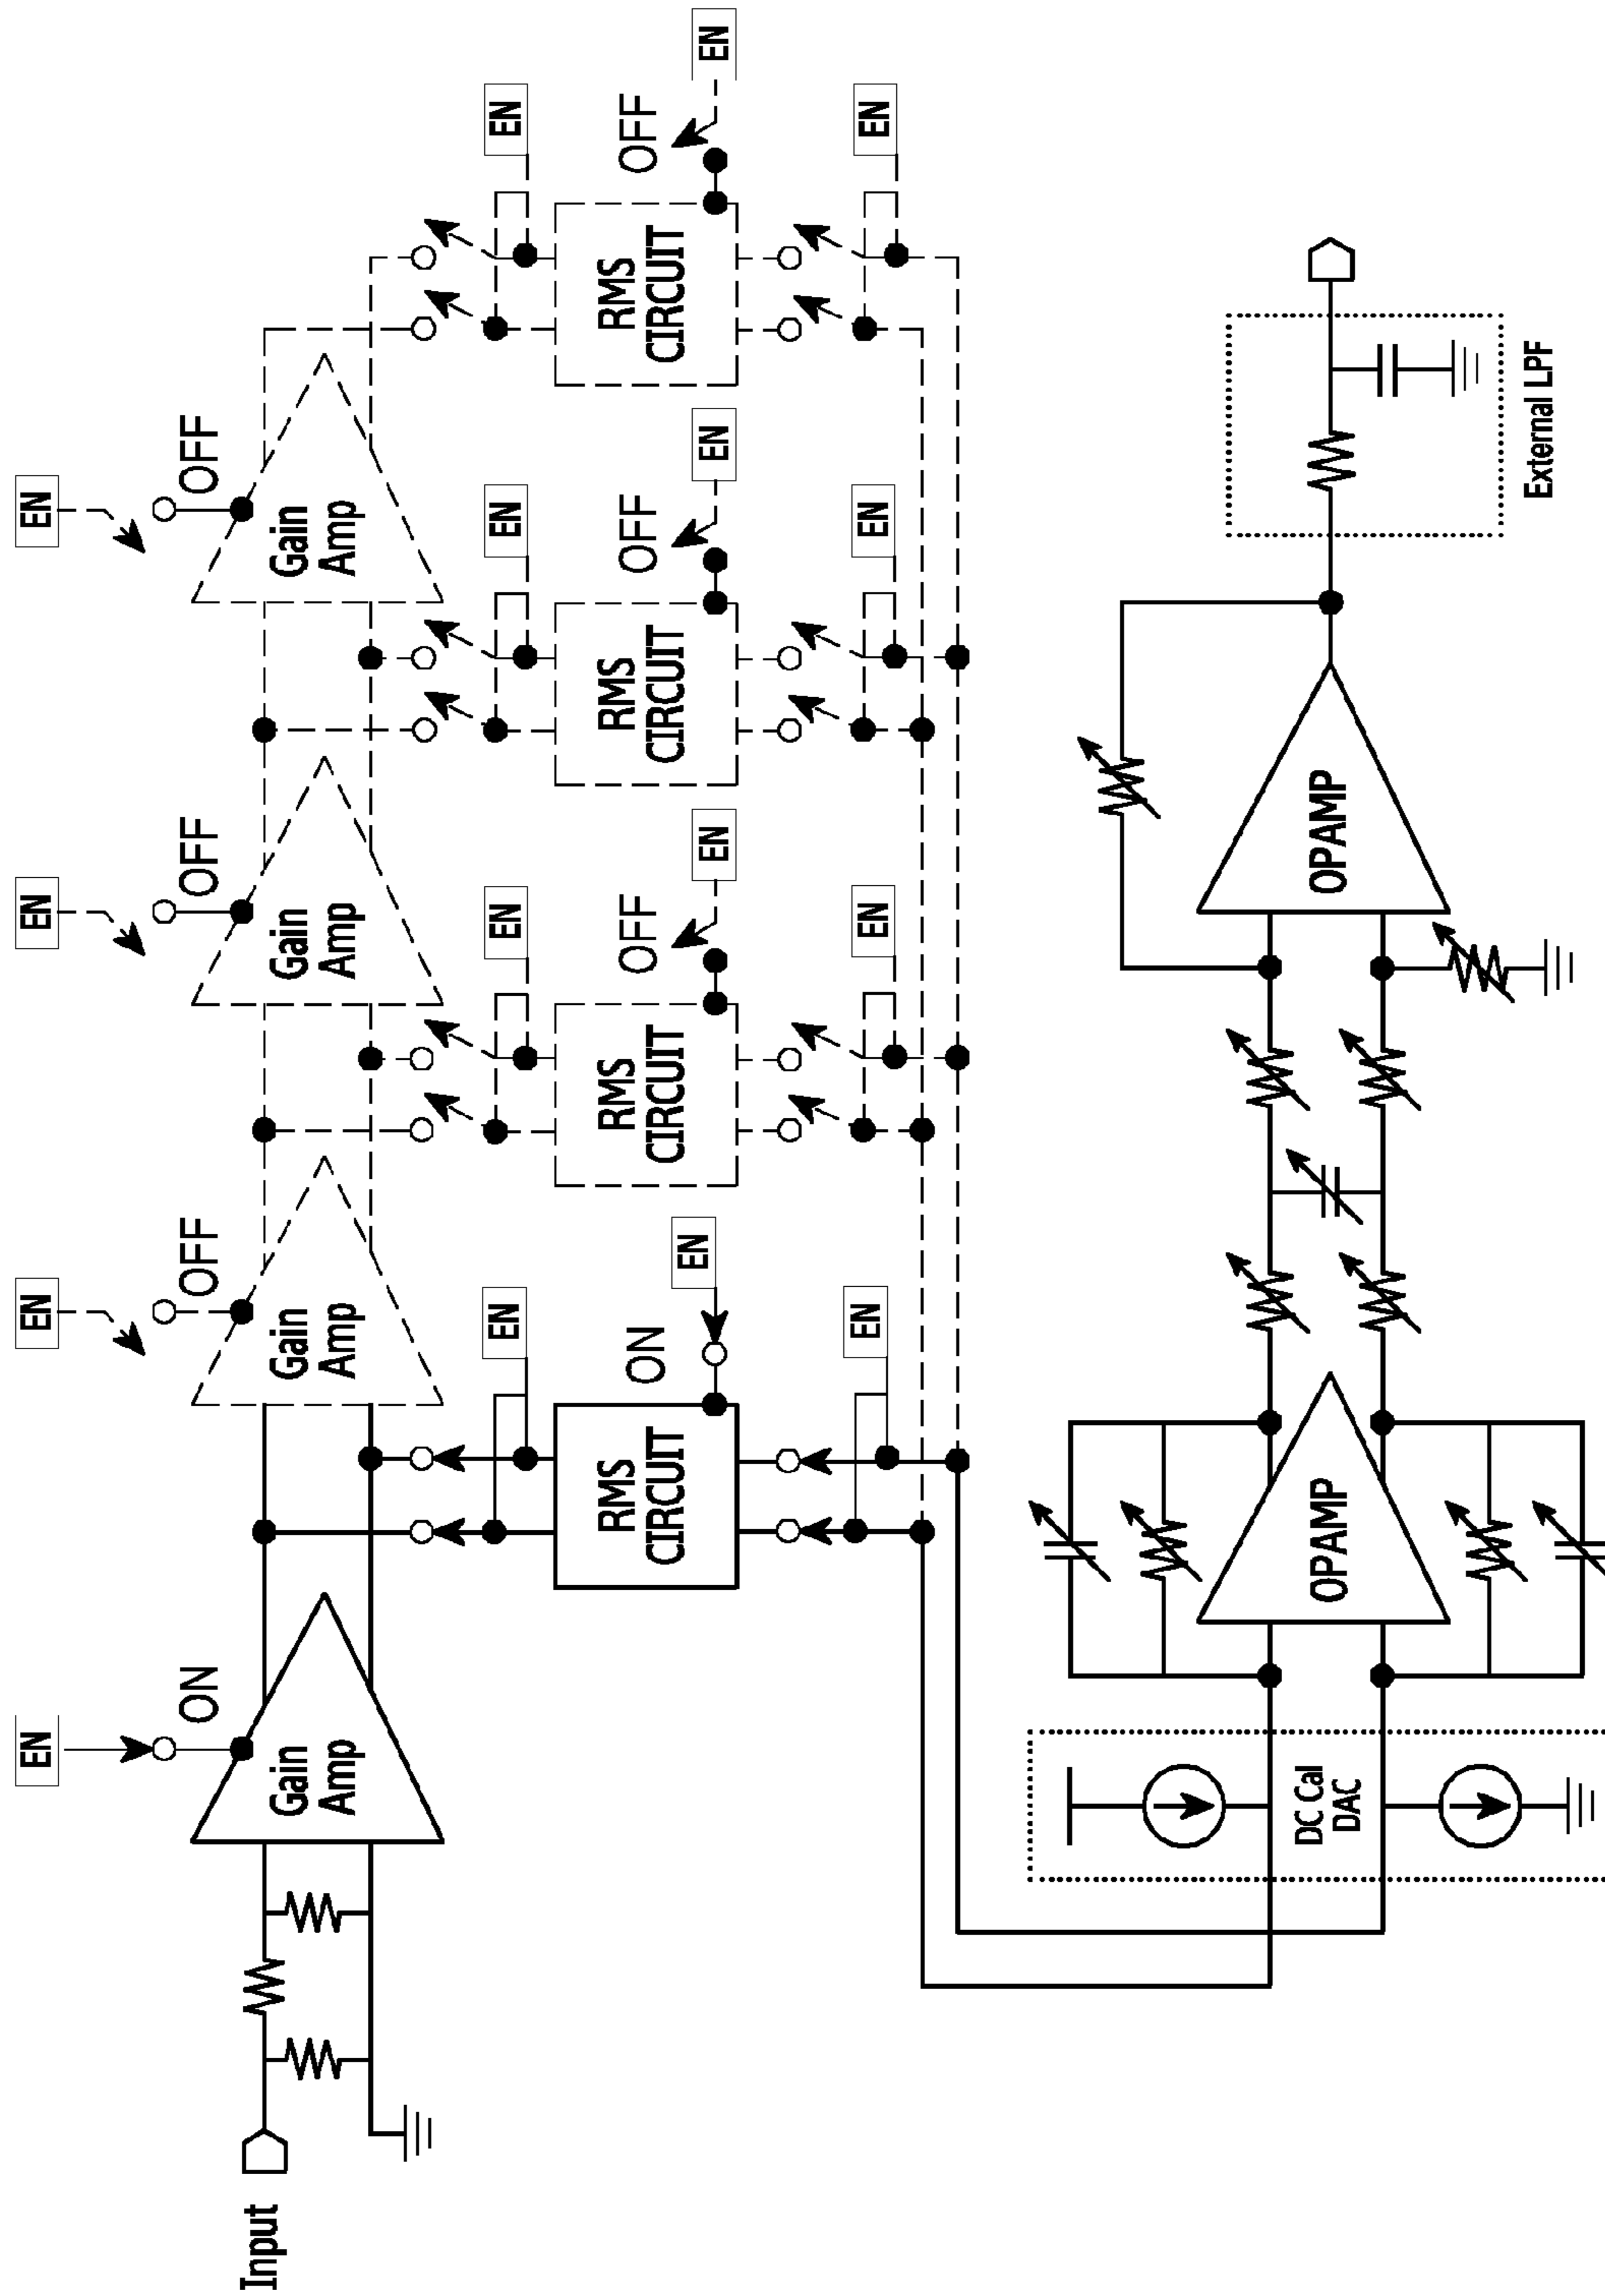 EN
EN
EN
EN
ON
OFF
OFF
OFF
Input
Gain
Amp
Gain
Amp
Gain
Amp
Gain
Amp
EN
EN
EN
EN
RMS
CIRCUIT
ON
EN
RMS
CIRCUIT
OFF
EN
RMS
CIRCUIT
OFF
EN
RMS
CIRCUIT
OFF
EN
EN
EN
EN
EN
DC Cal
DAC
OPAMP
OPAMP
External LPF